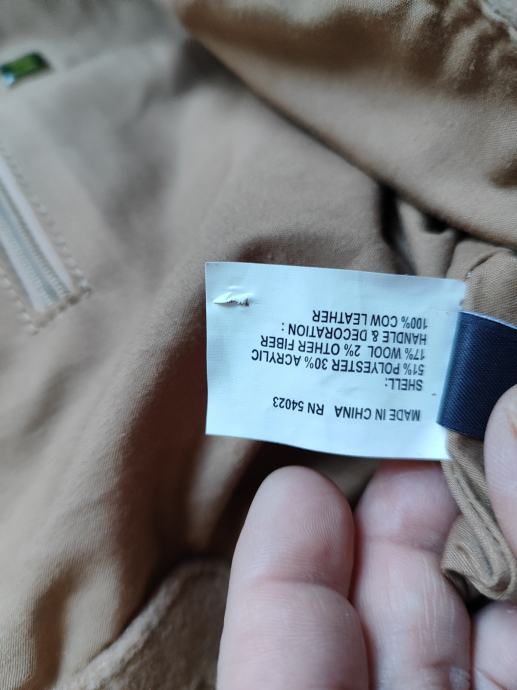 MADE IN CHINA RN 54023
SHELL:
51% POLYESTER 30% ACRYLIC
17% WOOL 2% OTHER FIBER
HANDLE & DECORATION :
100% COW LEATHER